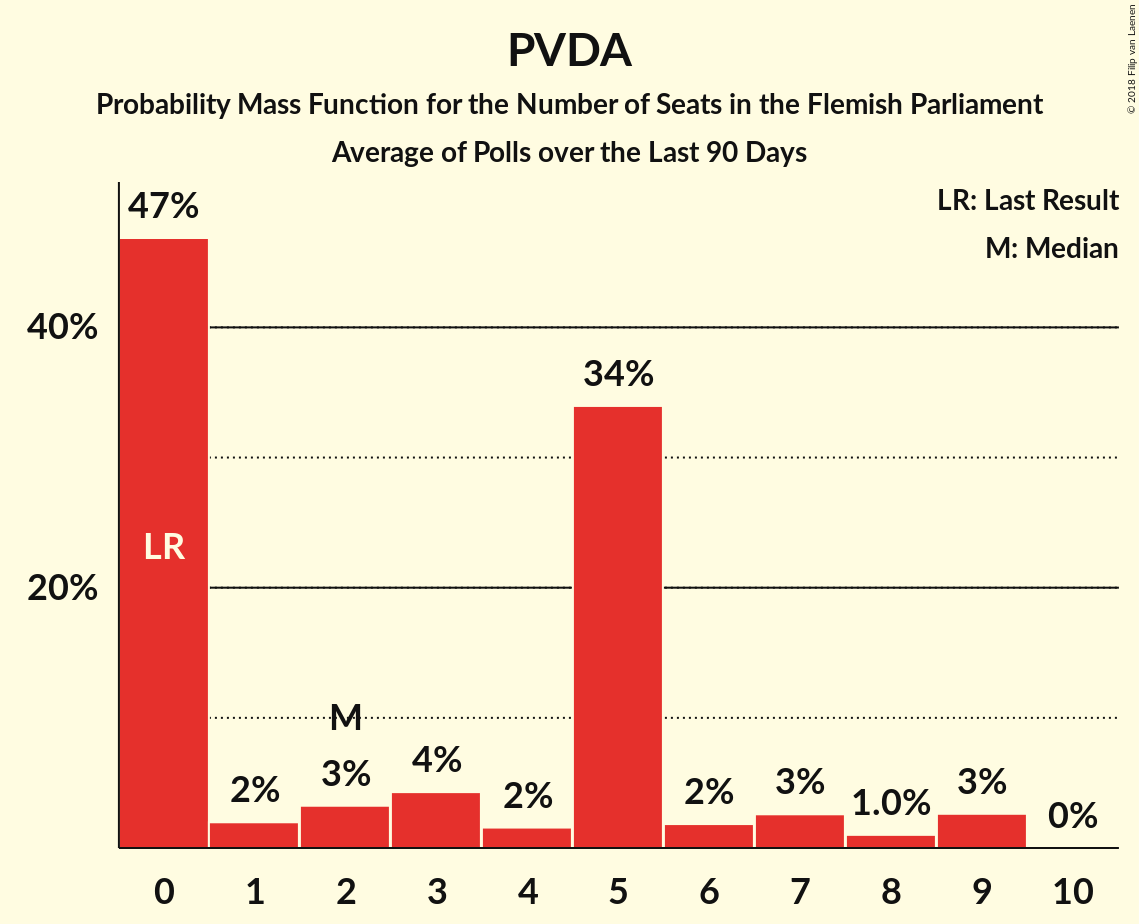 PVDA
Probability Mass Function for the Number of Seats in the Flemish Parliament
Average of Polls over the Last 90 Days
© 2018 Filip van Laenen
LR: Last Result
M: Median
47%
40%
34%
LR
20%
M
2%
3%
4%
2%
2%
3%
1.0%
3%
0%
0 1 2 3 4 5 6 7 8 9 10